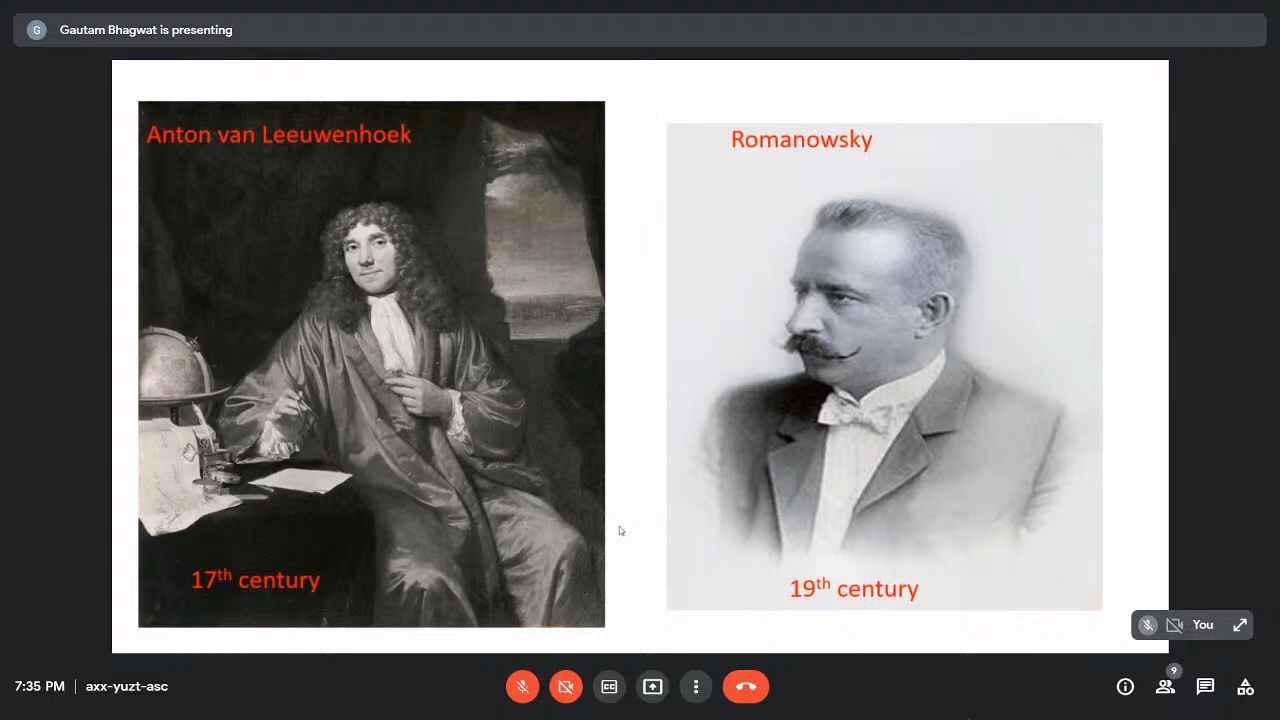 G Gautam Bhagwat is presenting
Anton van Leeuwenhoek
Romanowsky
17th century
19th century
You
9
7:35 PM | axx-yuzt-asc
CC